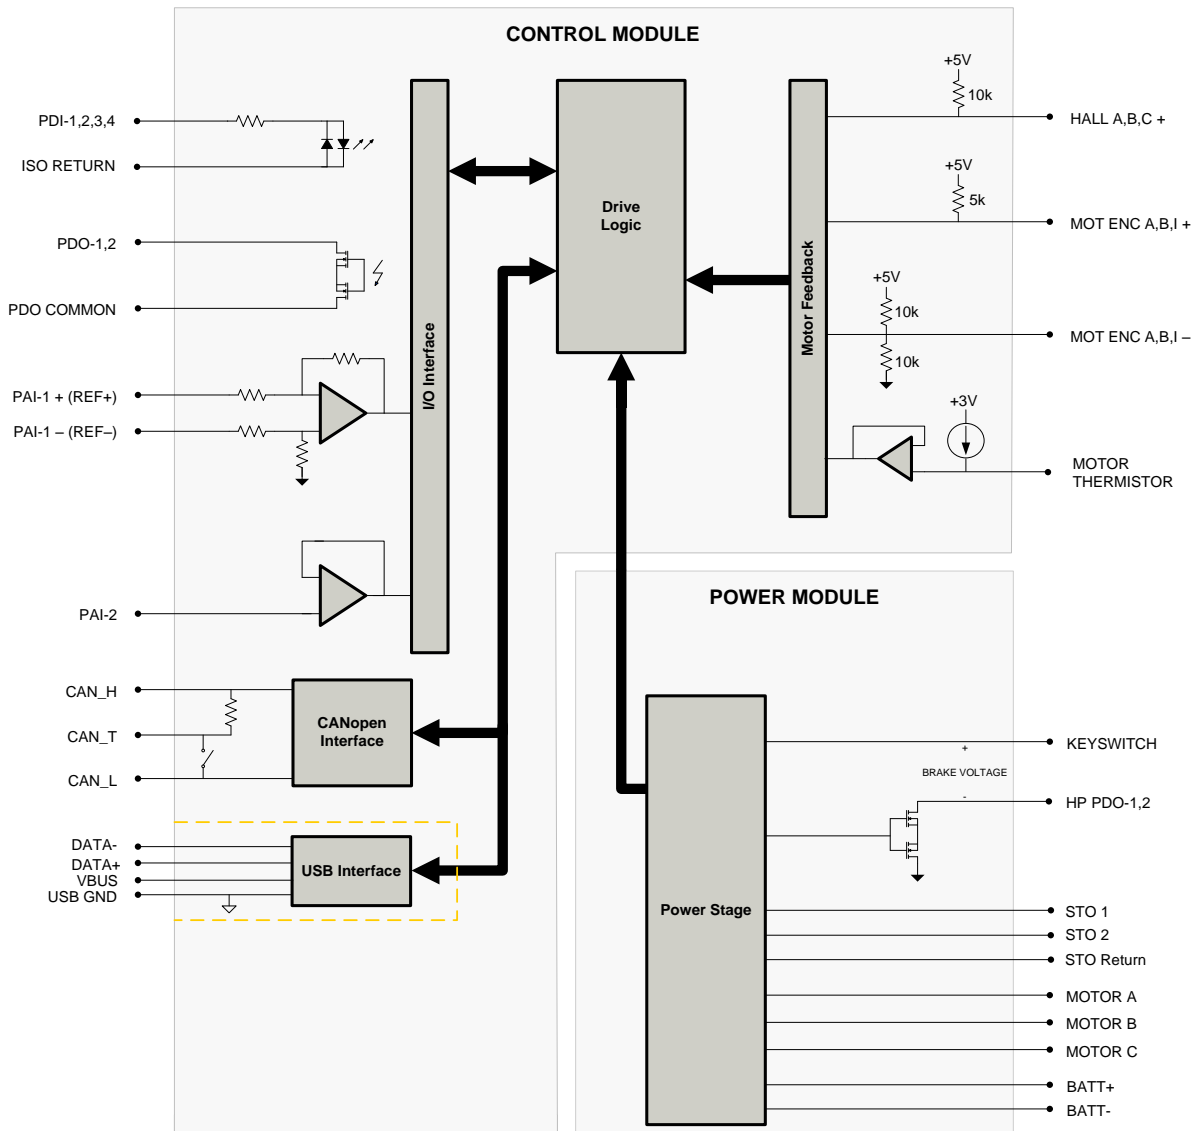 CONTROL MODULE
PDI-1,2,3,4
ISO RETURN
PDO-1,2
PDO COMMON
PAI-1 + (REF+)
PAI-1 – (REF–)
PAI-2
CAN_H
CAN_T
CAN_L
DATA-
DATA+
VBUS
USB GND
I/O Interface
CANopen
Interface
USB Interface
Drive
Logic
Motor Feedback
+5V
10k
HALL A,B,C +
+5V
5k
MOT ENC A,B,I +
+5V
10k
10k
MOT ENC A,B,I –
+3V
MOTOR
THERMISTOR
POWER MODULE
Power Stage
+
BRAKE VOLTAGE
-
KEYSWITCH
HP PDO-1,2
STO 1
STO 2
STO Return
MOTOR A
MOTOR B
MOTOR C
BATT+
BATT-